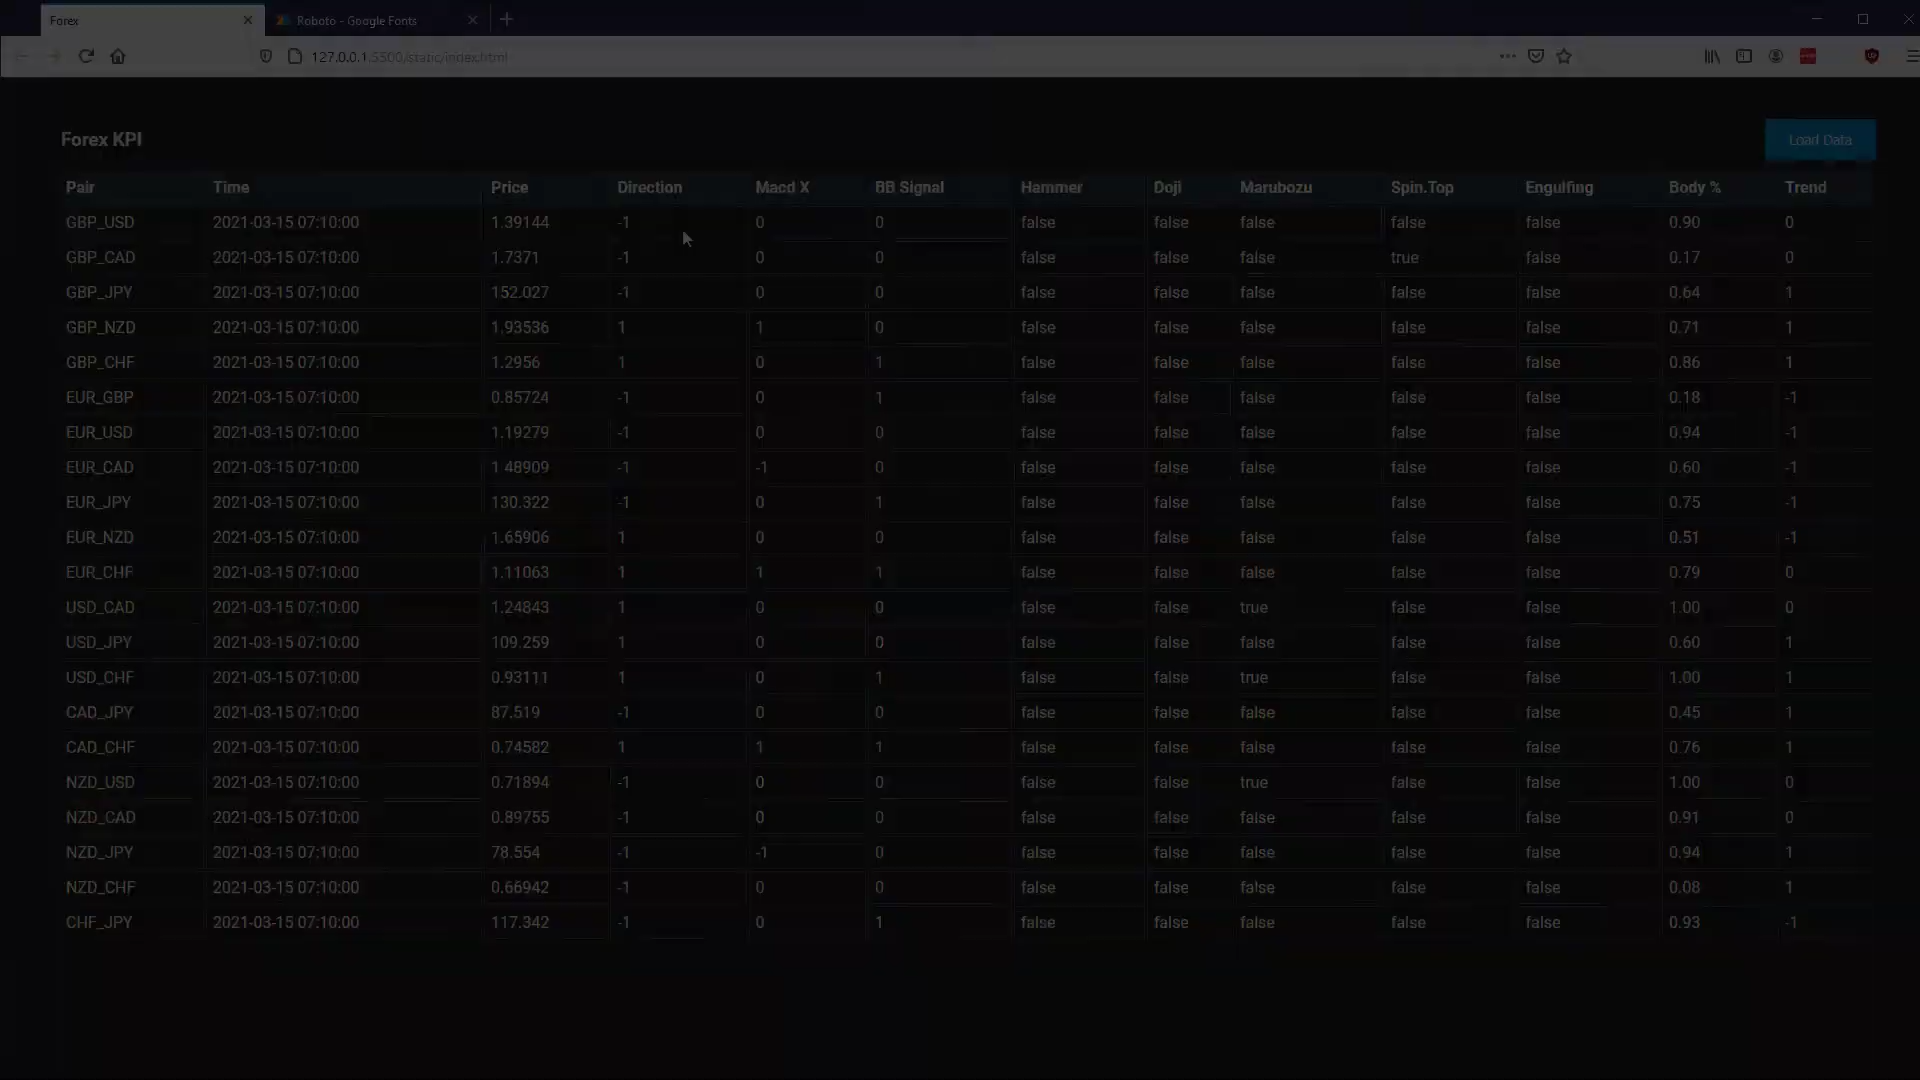 Forex
Roboto - Google Fonts
127.0.0.1:5500/static/index.html
Forex KPI
Load Data
Pair Time Price Direction Macd X BB Signal Hammer Doji Marubozu Spin.Top Engulfing Body % Trend
GBP_USD 2021-03-15 07:10:00 1.39144 -1 0 0 false false false false false 0.90 0
GBP_CAD 2021-03-15 07:10:00 1.7371 -1 0 0 false false false true false 0.17 0
GBP_JPY 2021-03-15 07:10:00 152.027 -1 0 0 false false false false false 0.64 1
GBP_NZD 2021-03-15 07:10:00 1.93536 1 1 0 false false false false false 0.71 1
GBP_CHF 2021-03-15 07:10:00 1.2956 1 0 1 false false false false false 0.86 1
EUR_GBP 2021-03-15 07:10:00 0.85724 -1 0 1 false false false false false 0.18 -1
EUR_USD 2021-03-15 07:10:00 1.19279 -1 0 0 false false false false false 0.94 -1
EUR_CAD 2021-03-15 07:10:00 1.48909 -1 -1 0 false false false false false 0.60 -1
EUR_JPY 2021-03-15 07:10:00 130.322 -1 0 1 false false false false false 0.75 -1
EUR_NZD 2021-03-15 07:10:00 1.65906 1 0 0 false false false false false 0.51 -1
EUR_CHF 2021-03-15 07:10:00 1.11063 1 1 1 false false false false false 0.79 0
USD_CAD 2021-03-15 07:10:00 1.24843 1 0 0 false false true false false 1.00 0
USD_JPY 2021-03-15 07:10:00 109.259 1 0 0 false false false false false 0.60 1
USD_CHF 2021-03-15 07:10:00 0.93111 1 0 1 false false true false false 1.00 1
CAD_JPY 2021-03-15 07:10:00 87.519 -1 0 0 false false false false false 0.45 1
CAD_CHF 2021-03-15 07:10:00 0.74582 1 1 1 false false false false false 0.76 1
NZD_USD 2021-03-15 07:10:00 0.71894 -1 0 0 false false true false false 1.00 0
NZD_CAD 2021-03-15 07:10:00 0.89755 -1 0 0 false false false false false 0.91 0
NZD_JPY 2021-03-15 07:10:00 78.554 -1 -1 0 false false false false false 0.94 1
NZD_CHF 2021-03-15 07:10:00 0.66942 -1 0 0 false false false false false 0.08 1
CHF_JPY 2021-03-15 07:10:00 117.342 -1 0 1 false false false false false 0.93 -1